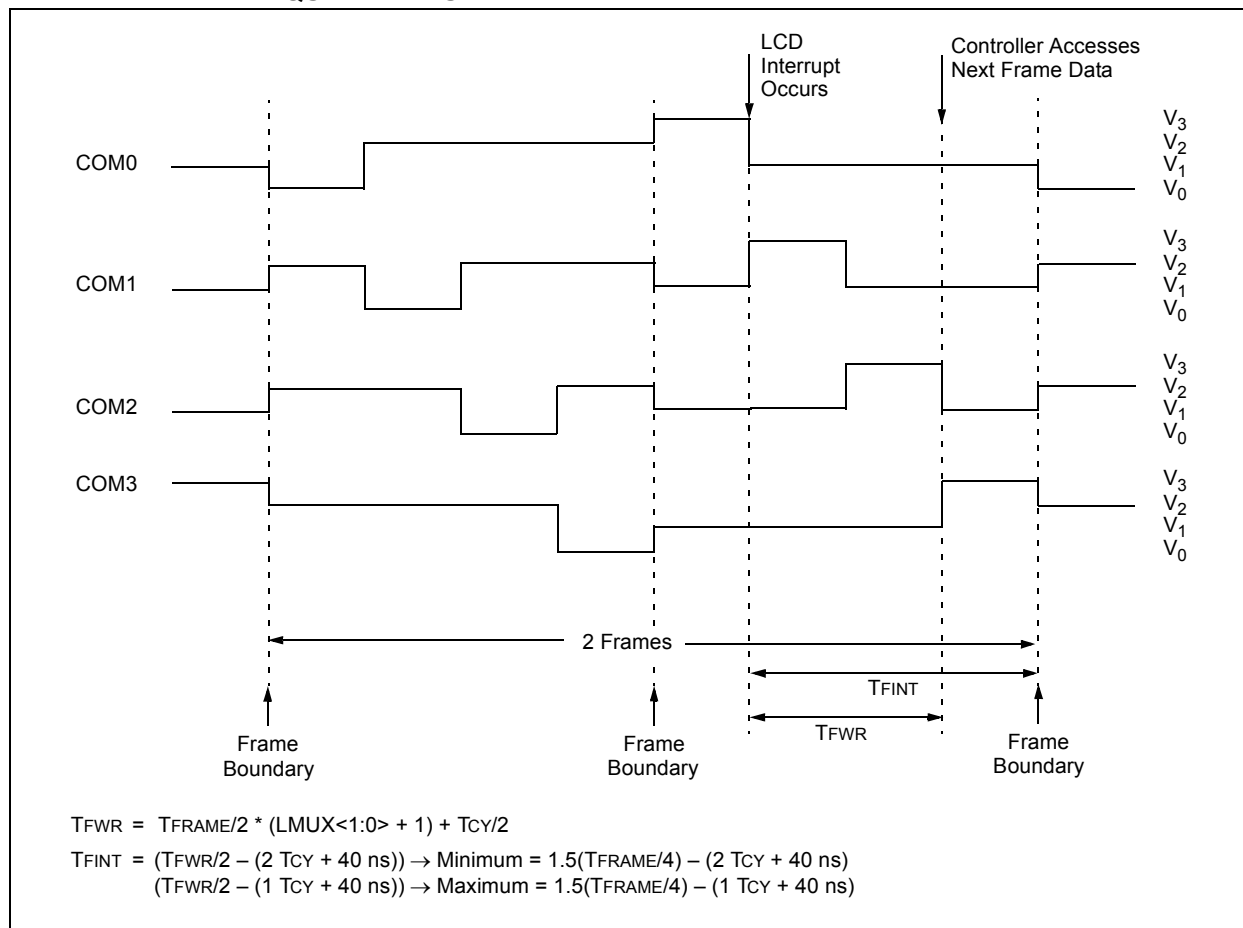 LCD
Interrupt
Occurs
Controller Accesses
Next Frame Data
COM0
V3
V2
V1
V0
COM1
V3
V2
V1
V0
COM2
V3
V2
V1
V0
COM3
V3
V2
V1
V0
2 Frames
TFINT
TFWR
Frame
Boundary
Frame
Boundary
Frame
Boundary
TFWR = TFRAME/2 * (LMUX<1:0> + 1) + TCY/2
TFINT = (TFWR/2 – (2 TCY + 40 ns)) → Minimum = 1.5(TFRAME/4) – (2 TCY + 40 ns)
(TFWR/2 – (1 TCY + 40 ns)) → Maximum = 1.5(TFRAME/4) – (1 TCY + 40 ns)